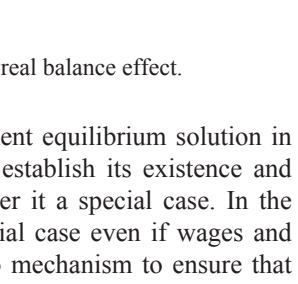 real balance effect.
ent equilibrium solution in
establish its existence and
er it a special case. In the
ial case even if wages and
mechanism to ensure that